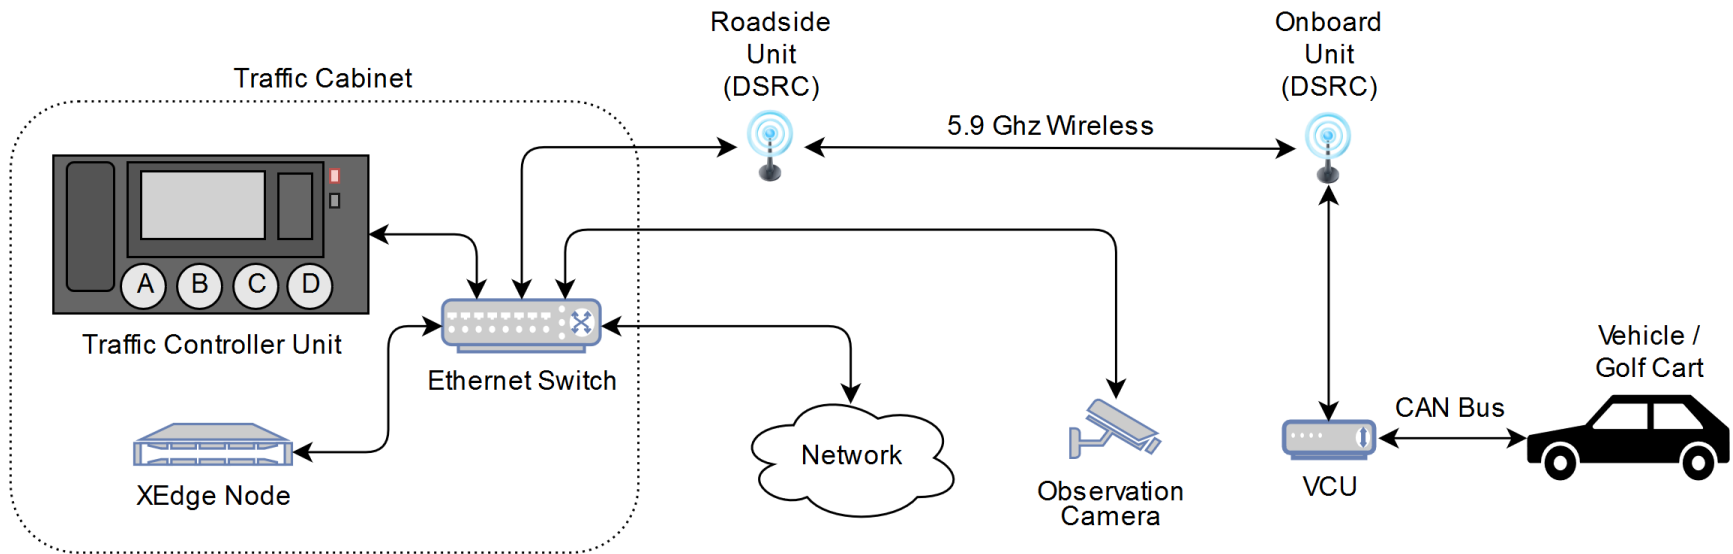 Roadside
Unit
(DSRC)
Onboard
Unit
(DSRC)
Traffic Cabinet
5.9 Ghz Wireless
A B C D
Traffic Controller Unit
Ethernet Switch
Vehicle /
Golf Cart
CAN Bus
Network
XEdge Node
Observation
Camera
VCU